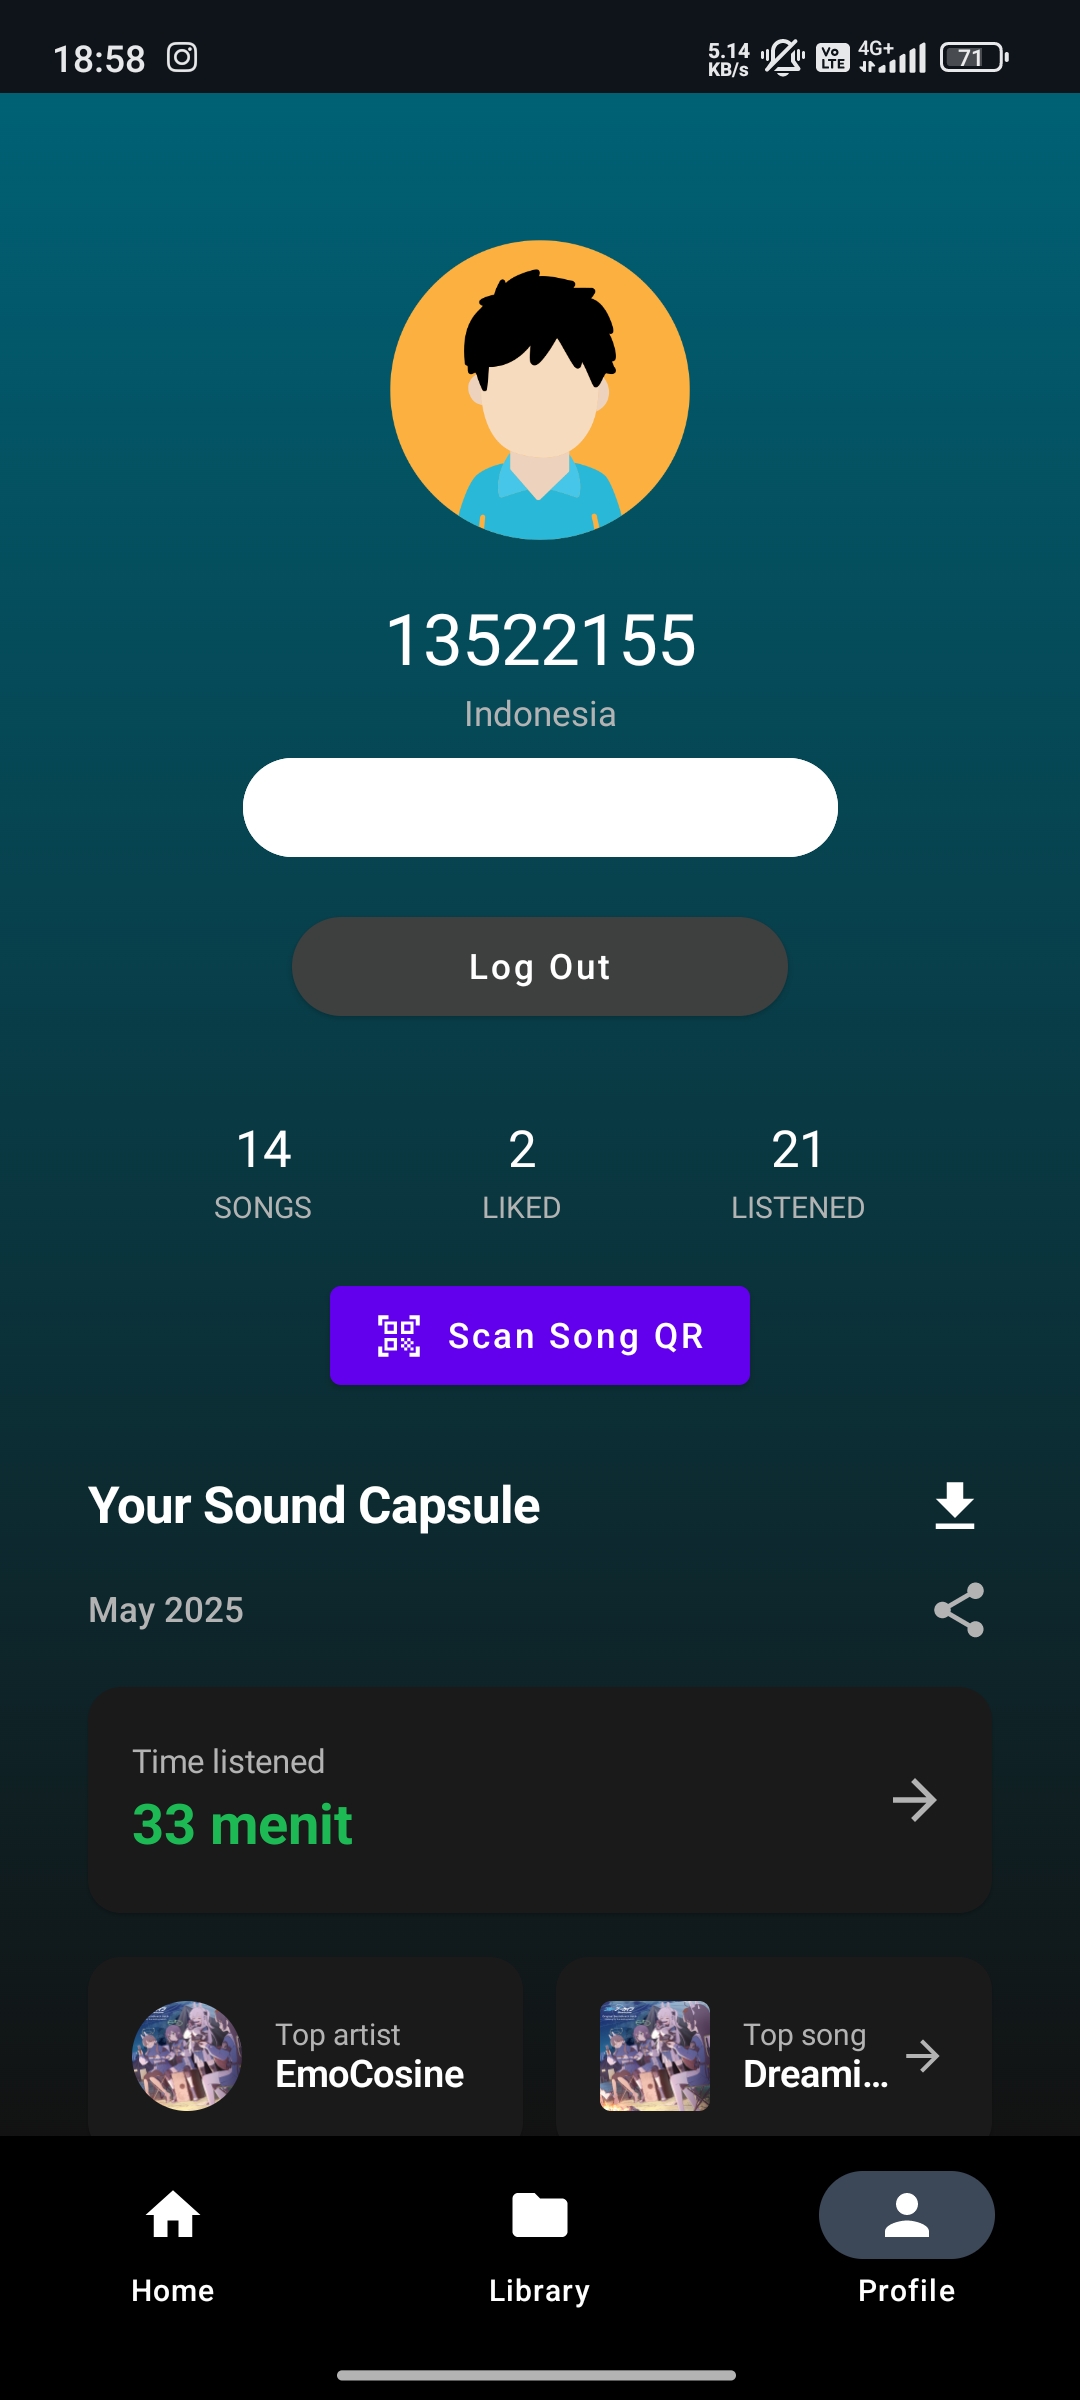 18:58
5.14 KB/s
Vo LTE
4G+
71
13522155
Indonesia
Log Out
14 2 21
SONGS LIKED LISTENED
Scan Song QR
Your Sound Capsule
May 2025
Time listened
33 menit
Top artist
EmoCosine
Top song
Dreami...
Home Library Profile